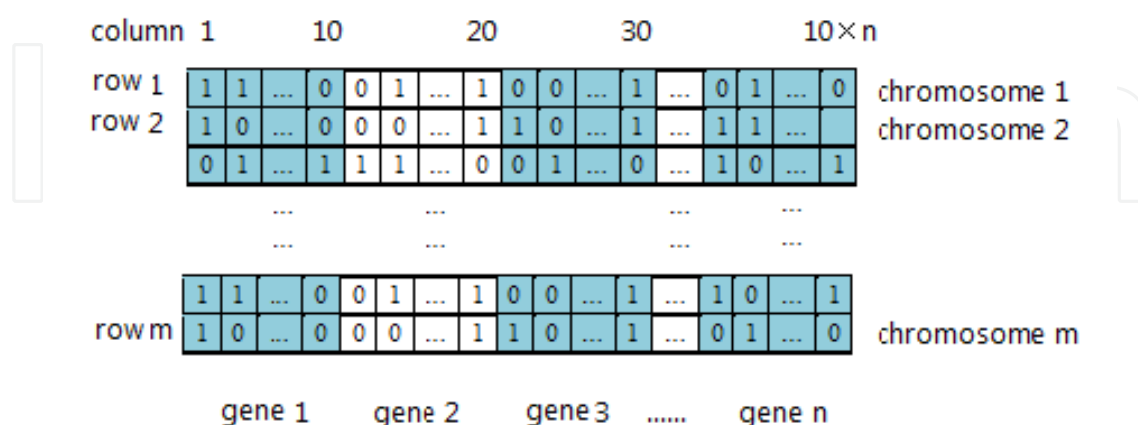 column 1 10 20 30 10×n
row 1 1 1 ... 0 0 1 ... 1 0 0 ... 1 ... 0 1 ... 0 chromosome 1
row 2 1 0 ... 0 0 0 ... 1 1 0 ... 1 ... 1 1 ... chromosome 2
0 1 ... 1 1 1 ... 0 0 1 ... 0 ... 1 0 ... 1
... ... ... ...
... ... ... ...
1 1 ... 0 0 1 ... 1 0 0 ... 1 ... 1 0 ... 1
row m 1 0 ... 0 0 0 ... 1 1 0 ... 1 ... 0 1 ... 0 chromosome m
gene 1 gene 2 gene 3 ...... gene n